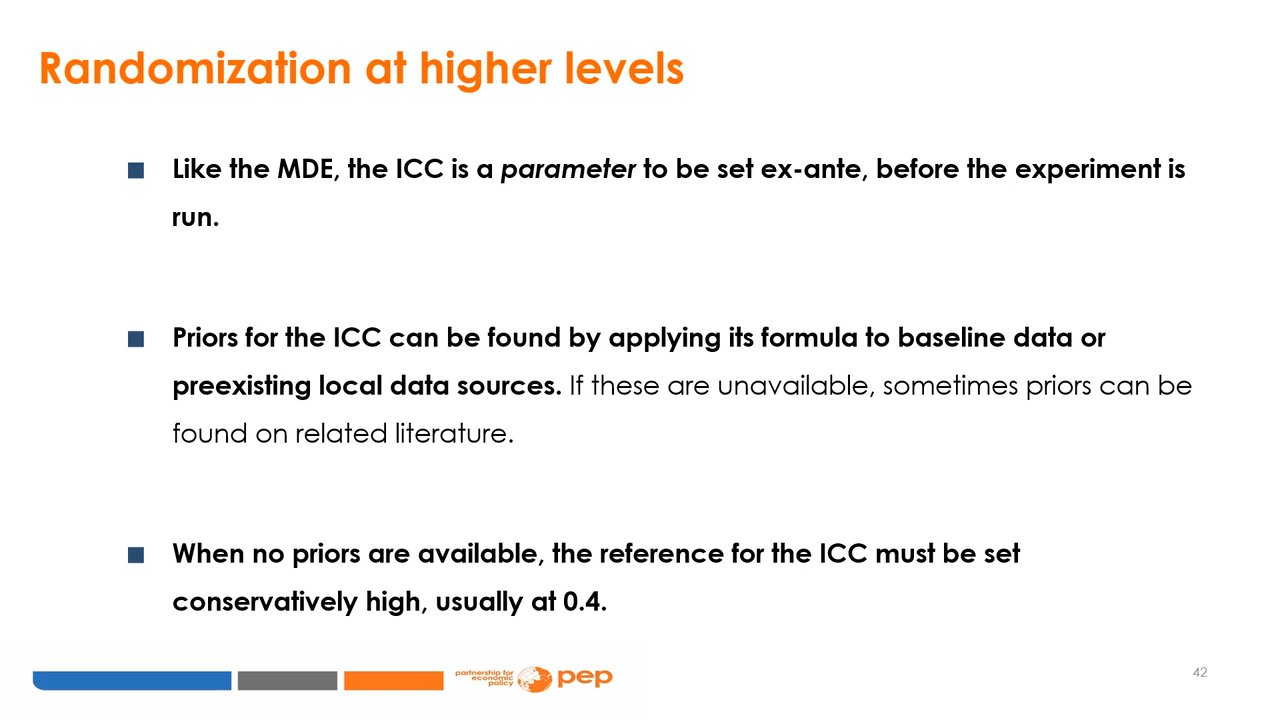 Randomization at higher levels
■ Like the MDE, the ICC is a parameter to be set ex-ante, before the experiment is
run.
■ Priors for the ICC can be found by applying its formula to baseline data or
preexisting local data sources. If these are unavailable, sometimes priors can be
found on related literature.
■ When no priors are available, the reference for the ICC must be set
conservatively high, usually at 0.4.
partnership for
economic
policy
pep
42